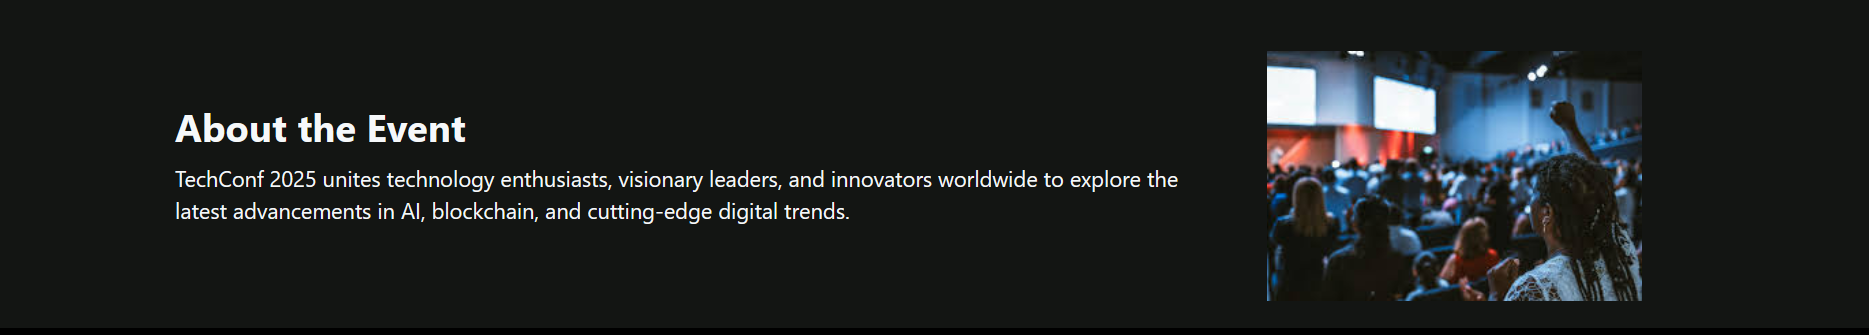 About the Event
TechConf 2025 unites technology enthusiasts, visionary leaders, and innovators worldwide to explore the
latest advancements in AI, blockchain, and cutting-edge digital trends.